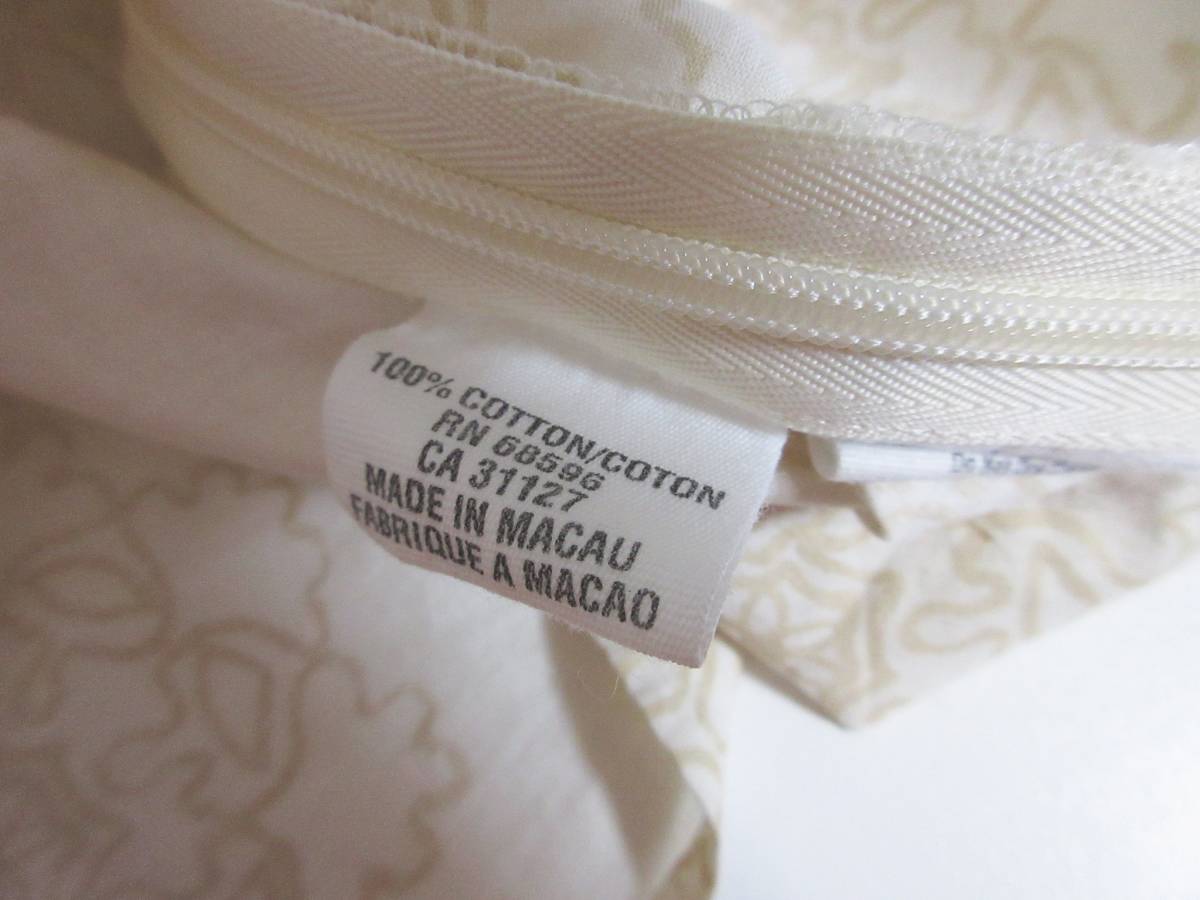 100% COTTON/COTON
RN 68596
CA 31127
MADE IN MACAU
FABRIQUE A MACAO